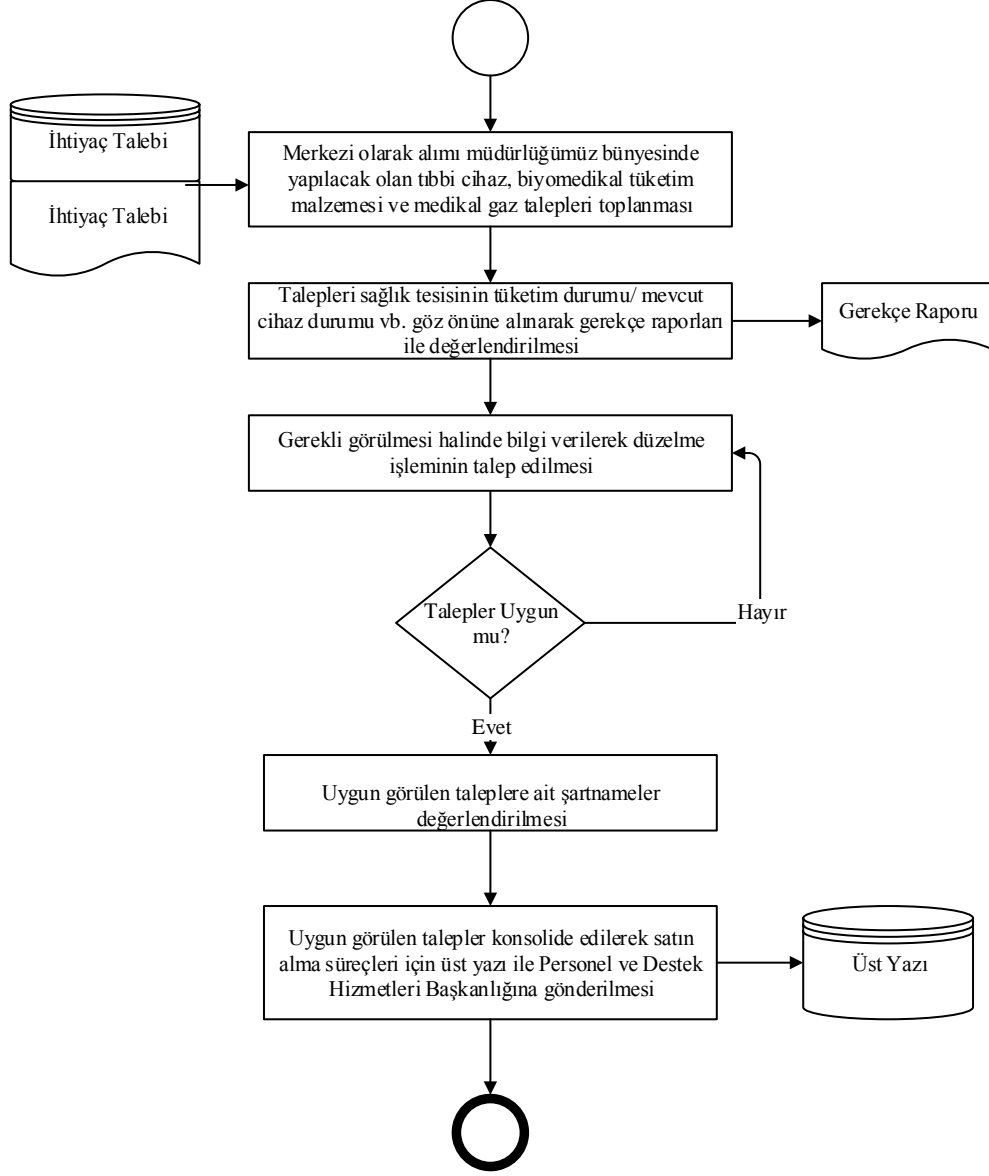 İhtiyaç Talebi
İhtiyaç Talebi
Merkezi olarak alımı müdürlüğümüz bünyesinde
yapılacak olan tıbbi cihaz, biyomedikal tüketim
malzemesi ve medikal gaz talepleri toplanması
Talepleri sağlık tesisinin tüketim durumu/ mevcut
cihaz durumu vb. göz önüne alınarak gerekçe raporları
ile değerlendirilmesi
Gerekçe Raporu
Gerekli görülmesi halinde bilgi verilerek düzelme
işleminin talep edilmesi
Talepler Uygun
mu?
Hayır
Evet
Uygun görülen taleplere ait şartnameler
değerlendirilmesi
Uygun görülen talepler konsolide edilerek satın
alma süreçleri için üst yazı ile Personel ve Destek
Hizmetleri Başkanlığına gönderilmesi
Üst Yazı